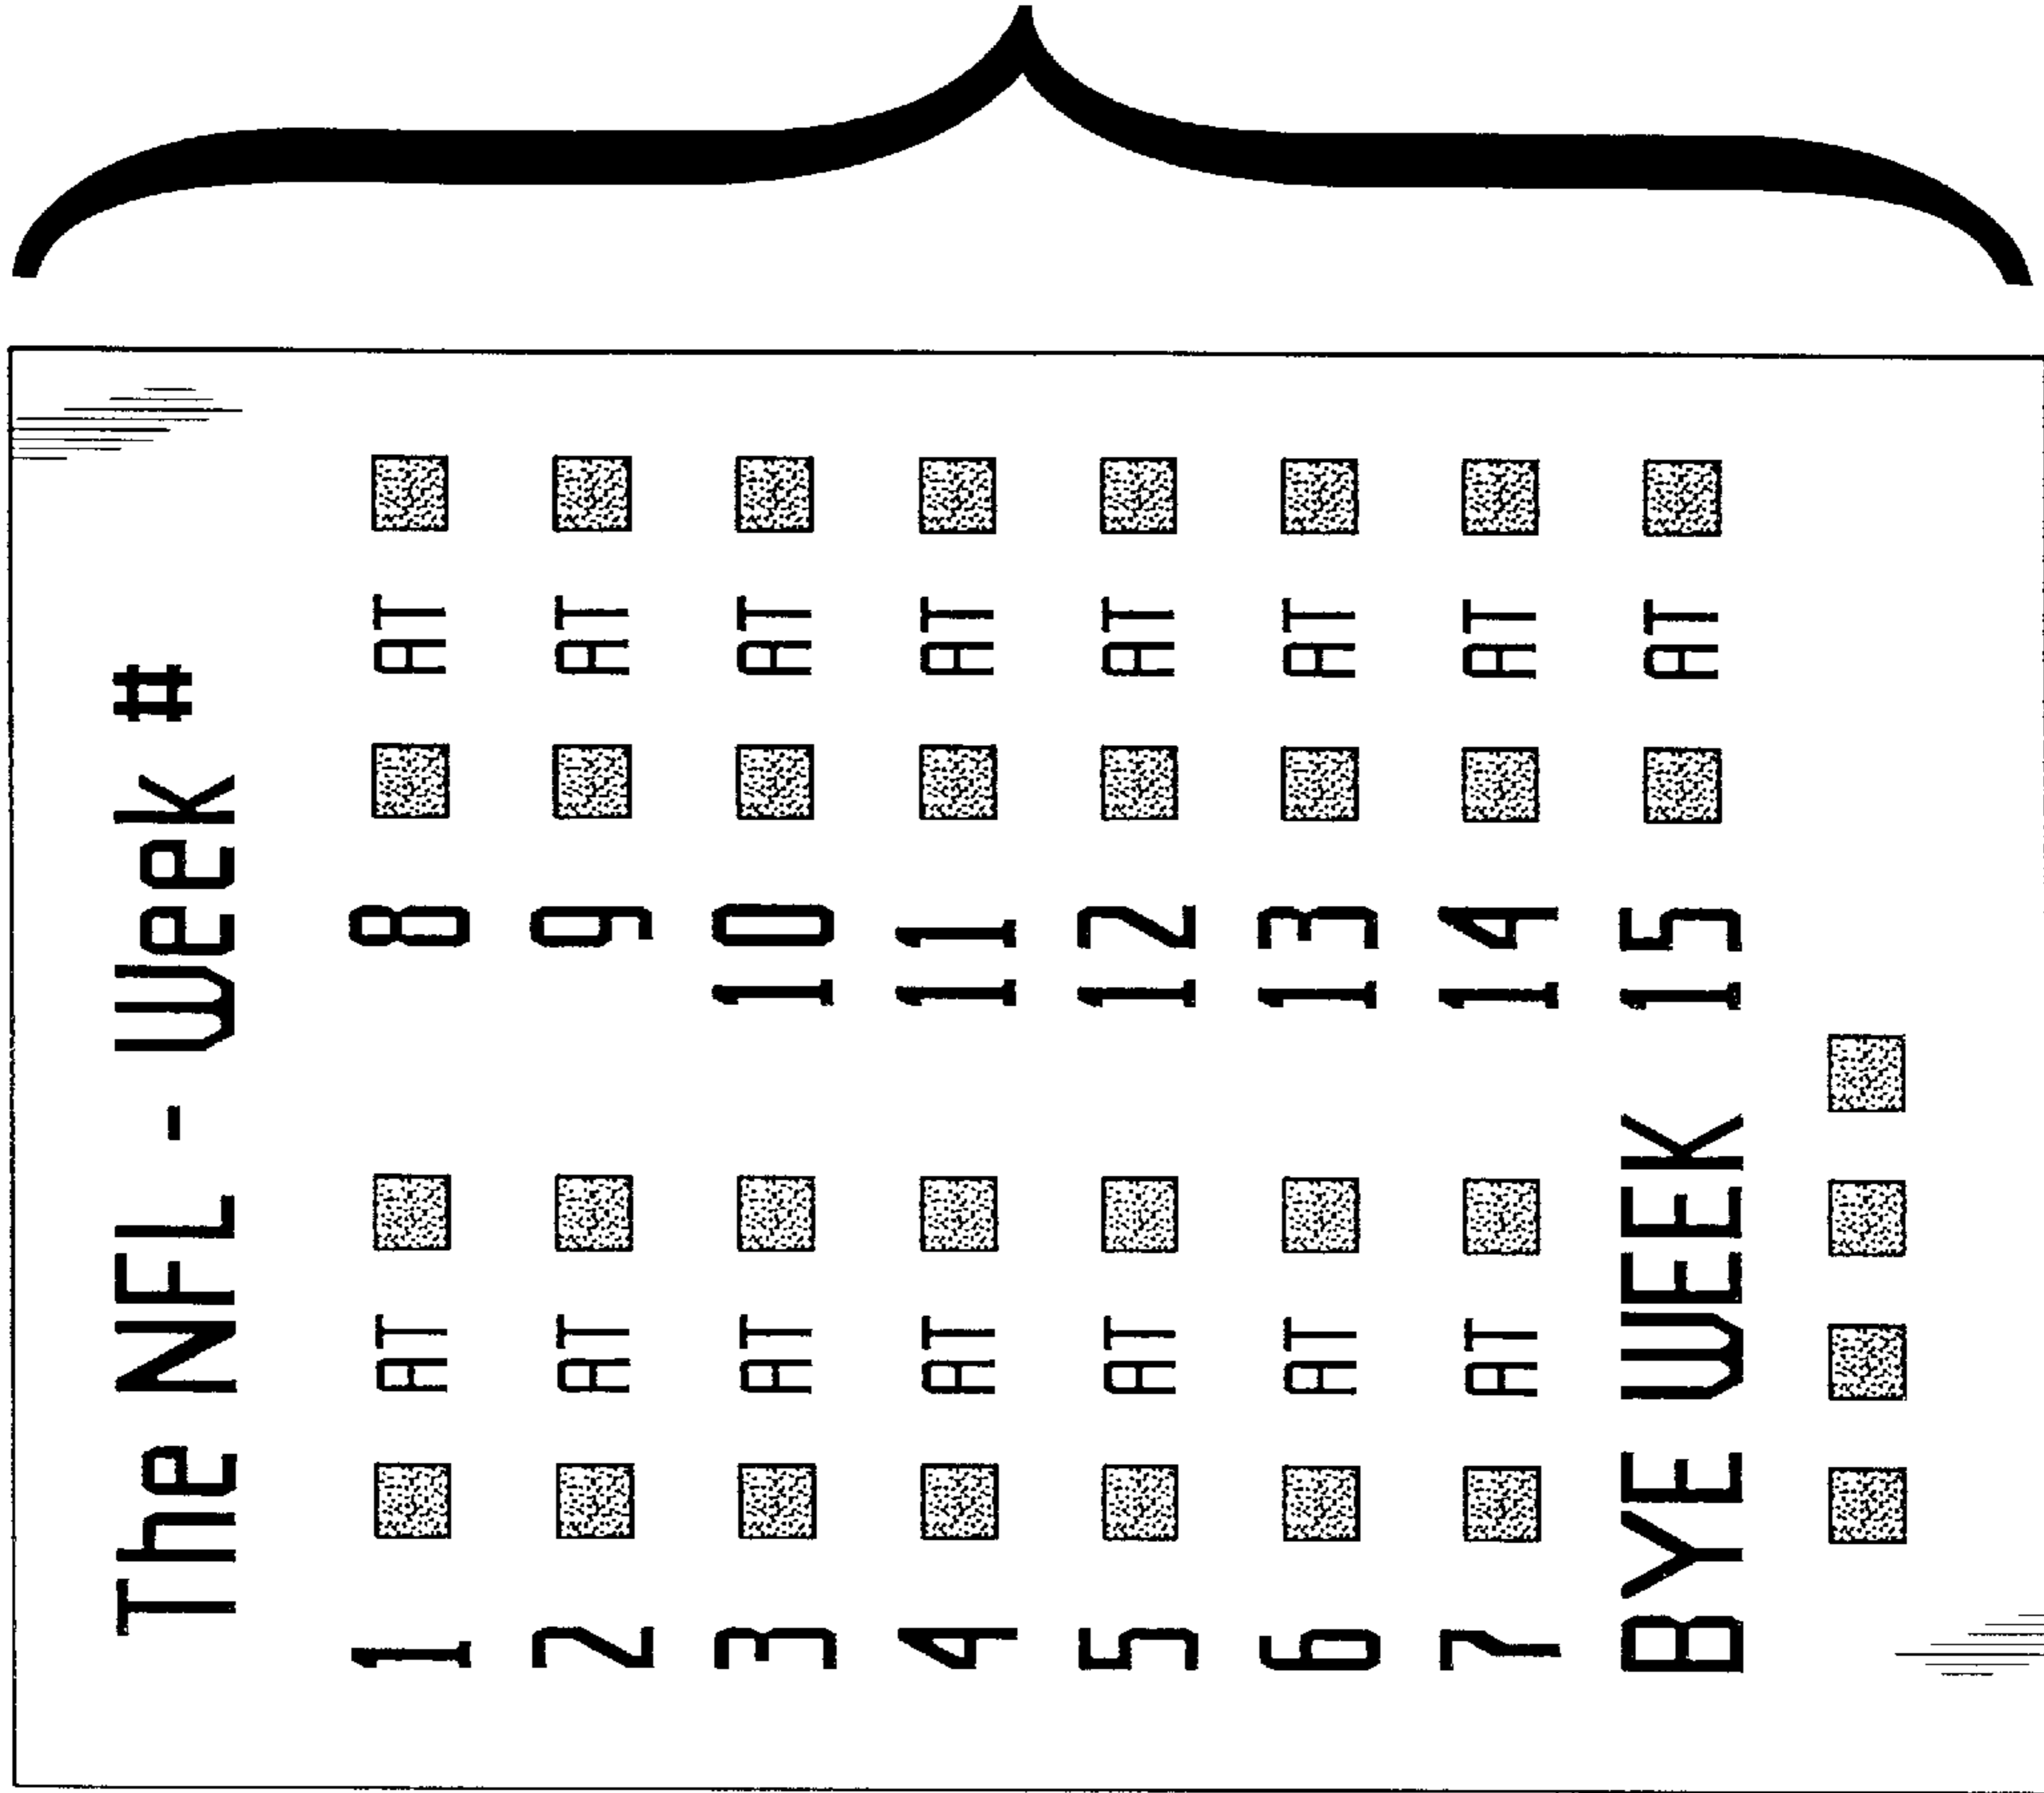 The NFL - Week #
1 AT 8 AT
2 AT 9 AT
3 AT 10 AT
4 AT 11 AT
5 AT 12 AT
6 AT 13 AT
7 AT 14 AT
BYE WEEK 15 AT